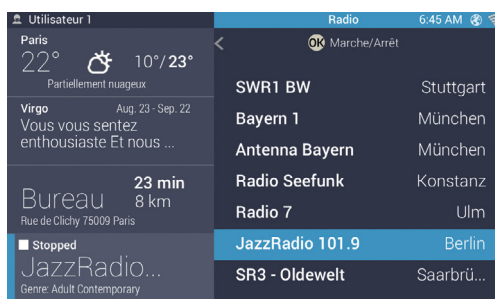 Utilisateur 1
Radio
6:45 AM
Paris
22° 10°/23°
Partiellement nuageux
Virgo Aug. 23 - Sep. 22
Vous vous sentez
enthousiaste Et nous ...
Bureau
23 min
8 km
Rue de Clichy 75009 Paris
Stopped
JazzRadio...
Genre: Adult Contemporary
< OK Marche/Arrêt
SWR1 BW Stuttgart
Bayern 1 München
Antenna Bayern München
Radio Seefunk Konstanz
Radio 7 Ulm
JazzRadio 101.9 Berlin
SR3 - Oldewelt Saarbrü...